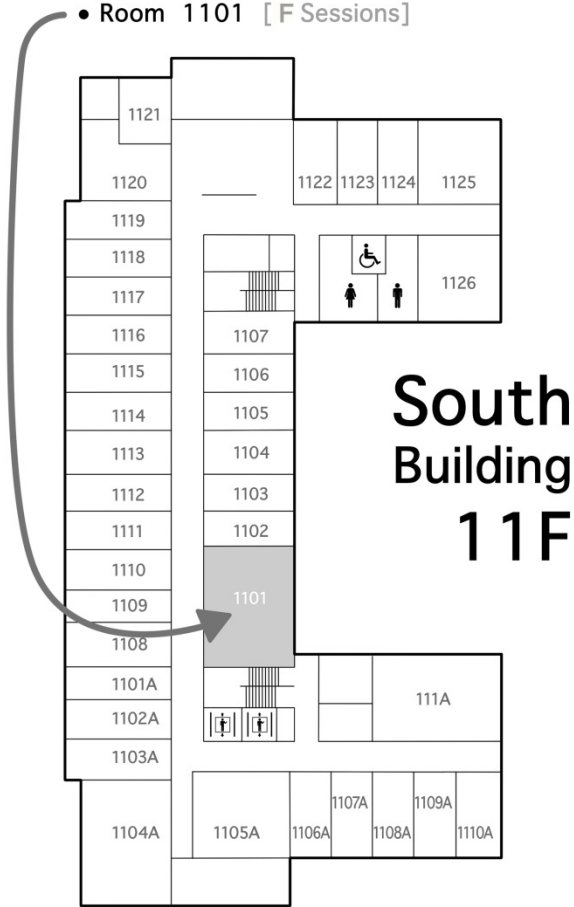 • Room 1101 [ F Sessions]
1121
1120
1122 1123 1124 1125
1119
1118
1117
1126
1116
1107
1115
1106
1114
1105
1113
1104
1112
1103
1111
1102
South
Building
11F
1110
1101
1109
1108
1101A
111A
1102A
1103A
1107A 1109A
1104A 1105A 1106A 1108A 1110A